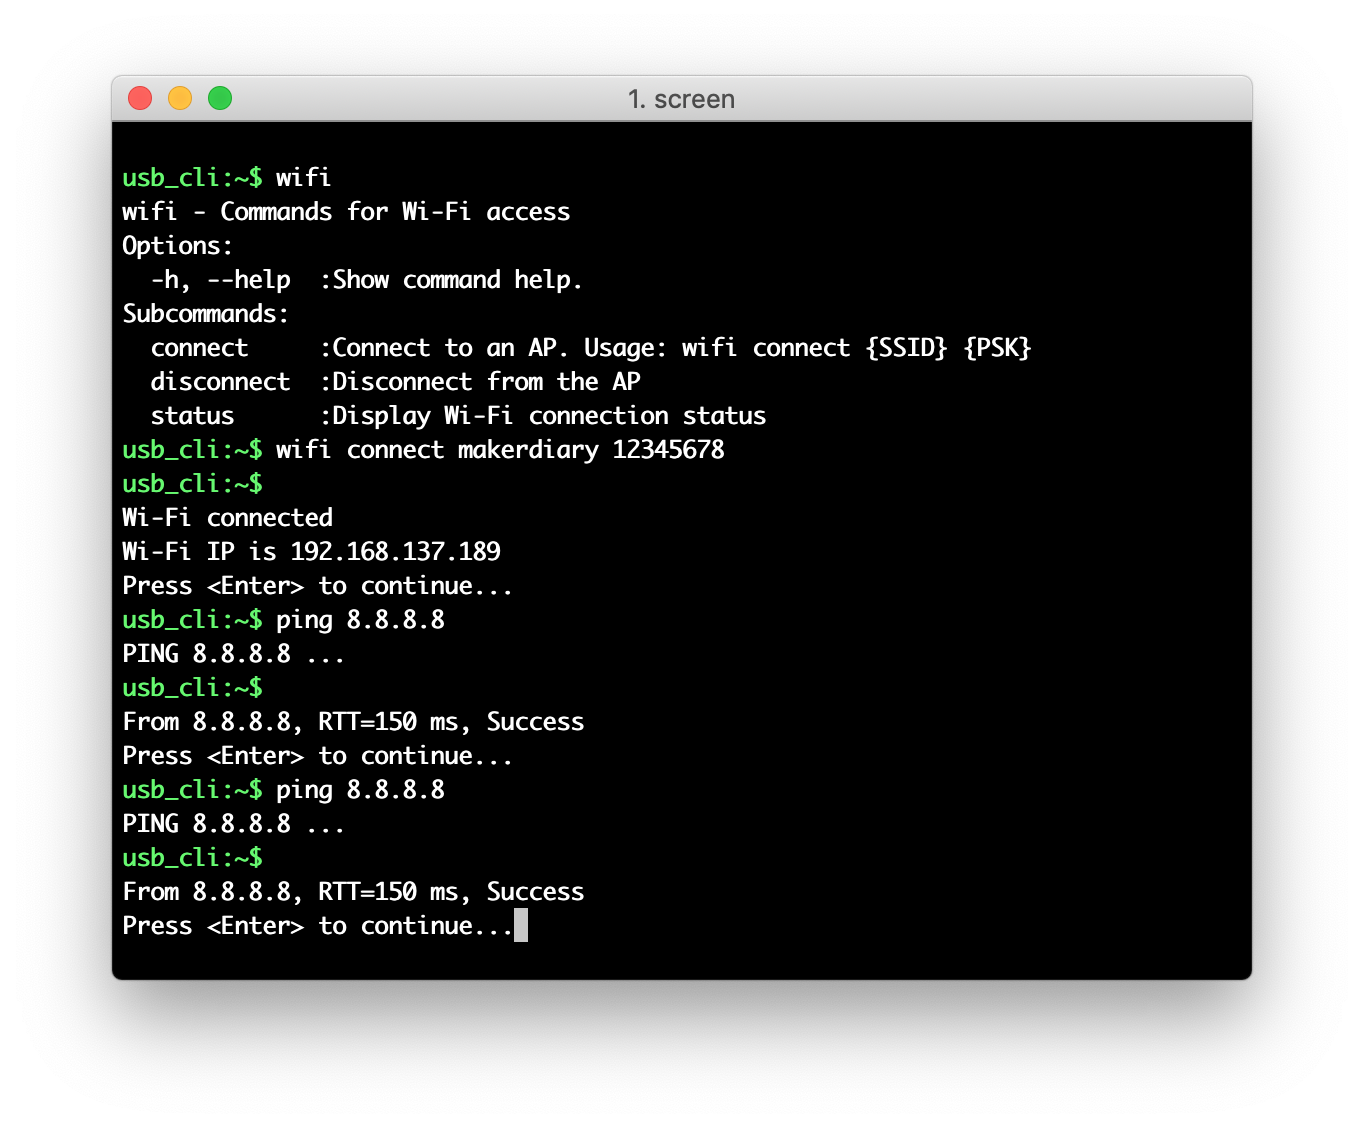 1. screen
usb_cli:~$ wifi
wifi - Commands for Wi-Fi access
Options:
  -h, --help  :Show command help.
Subcommands:
  connect     :Connect to an AP. Usage: wifi connect {SSID} {PSK}
  disconnect  :Disconnect from the AP
  status      :Display Wi-Fi connection status
usb_cli:~$ wifi connect makerdiary 12345678
usb_cli:~$
Wi-Fi connected
Wi-Fi IP is 192.168.137.189
Press <Enter> to continue...
usb_cli:~$ ping 8.8.8.8
PING 8.8.8.8 ...
usb_cli:~$
From 8.8.8.8, RTT=150 ms, Success
Press <Enter> to continue...
usb_cli:~$ ping 8.8.8.8
PING 8.8.8.8 ...
usb_cli:~$
From 8.8.8.8, RTT=150 ms, Success
Press <Enter> to continue...